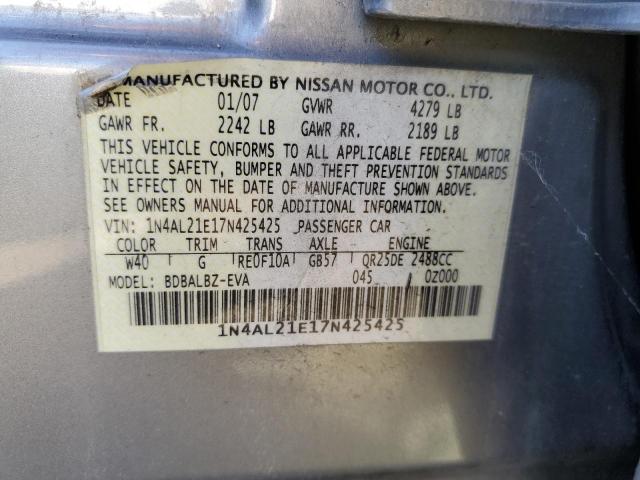 MANUFACTURED BY NISSAN MOTOR CO., LTD.
DATE 01/07 GVWR 4279 LB
GAWR FR. 2242 LB GAWR RR. 2189 LB
THIS VEHICLE CONFORMS TO ALL APPLICABLE FEDERAL MOTOR
VEHICLE SAFETY, BUMPER AND THEFT PREVENTION STANDARDS
IN EFFECT ON THE DATE OF MANUFACTURE SHOWN ABOVE.
SEE OWNERS MANUAL FOR ADDITIONAL INFORMATION.
VIN: 1N4AL21E17N425425 PASSENGER CAR
COLOR TRIM TRANS AXLE ENGINE
W40 G RE0F10A GB57 QR25DE 2488CC
MODEL: BDBALBZ-EVA 045 0Z000
1N4AL21E17N425425